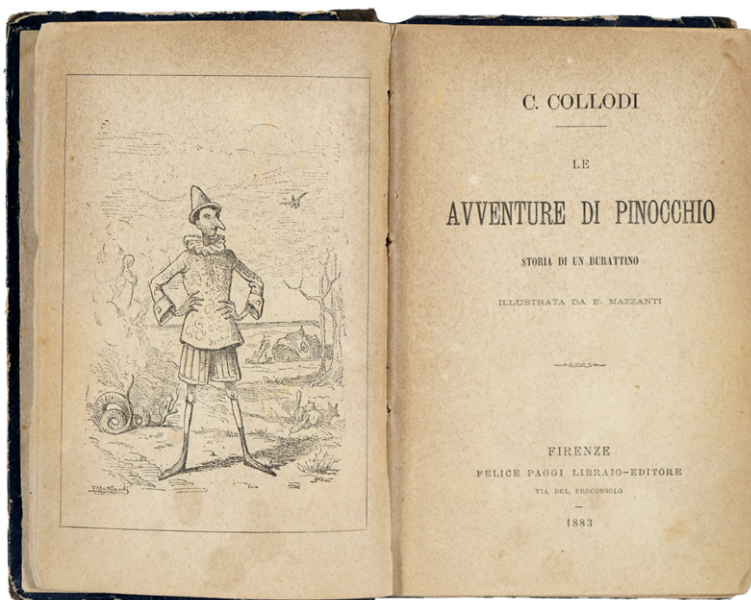 C. COLLODI
LE
AVVENTURE DI PINOCCHIO
STORIA DI UN BURATTINO
ILLUSTRATA DA E. MAZZANTI
FIRENZE
FELICE PAGGI LIBRAIO-EDITORE
VIA DEL PROCONSOLO
1883